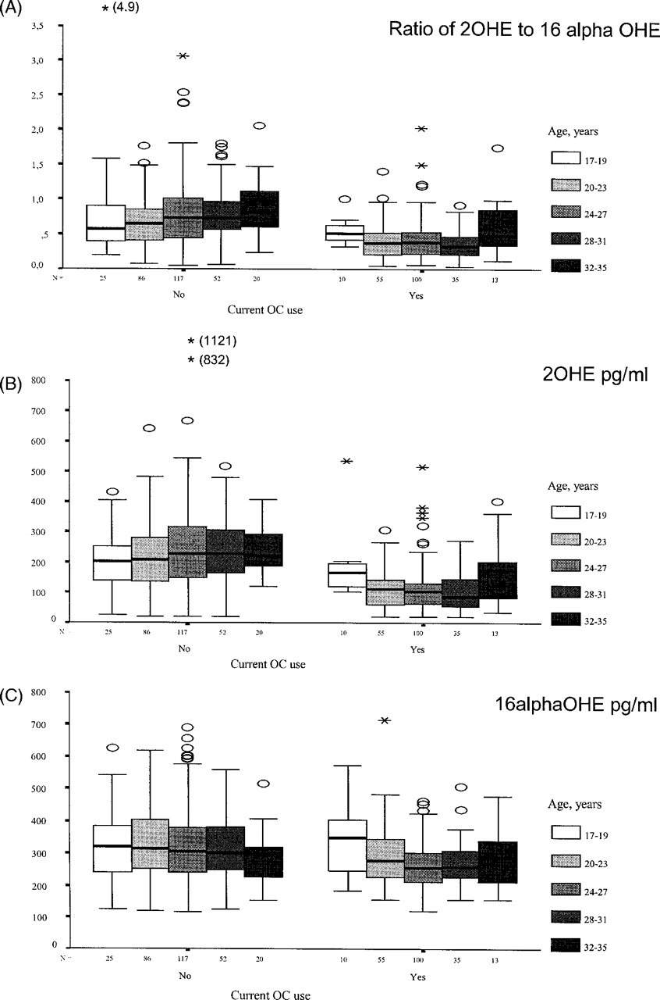 (A)
* (4.9)
Ratio of 2OHE to 16 alpha OHE
3,5
3,0
2,5
2,0
1,5
1,0
,5
0,0
Age, years
17-19
20-23
24-27
28-31
32-35
25 86 117 52 20 10 55 100 35 13
No Yes
Current OC use
* (1121)
* (832)
(B)
2OHE pg/ml
800
700
600
500
400
300
200
100
0
Age, years
17-19
20-23
24-27
28-31
32-35
25 86 117 52 20 10 55 100 35 13
No Yes
Current OC use
(C)
16alphaOHE pg/ml
800
700
600
500
400
300
200
100
0
Age, years
17-19
20-23
24-27
28-31
32-35
25 86 117 52 20 10 55 100 35 13
No Yes
Current OC use